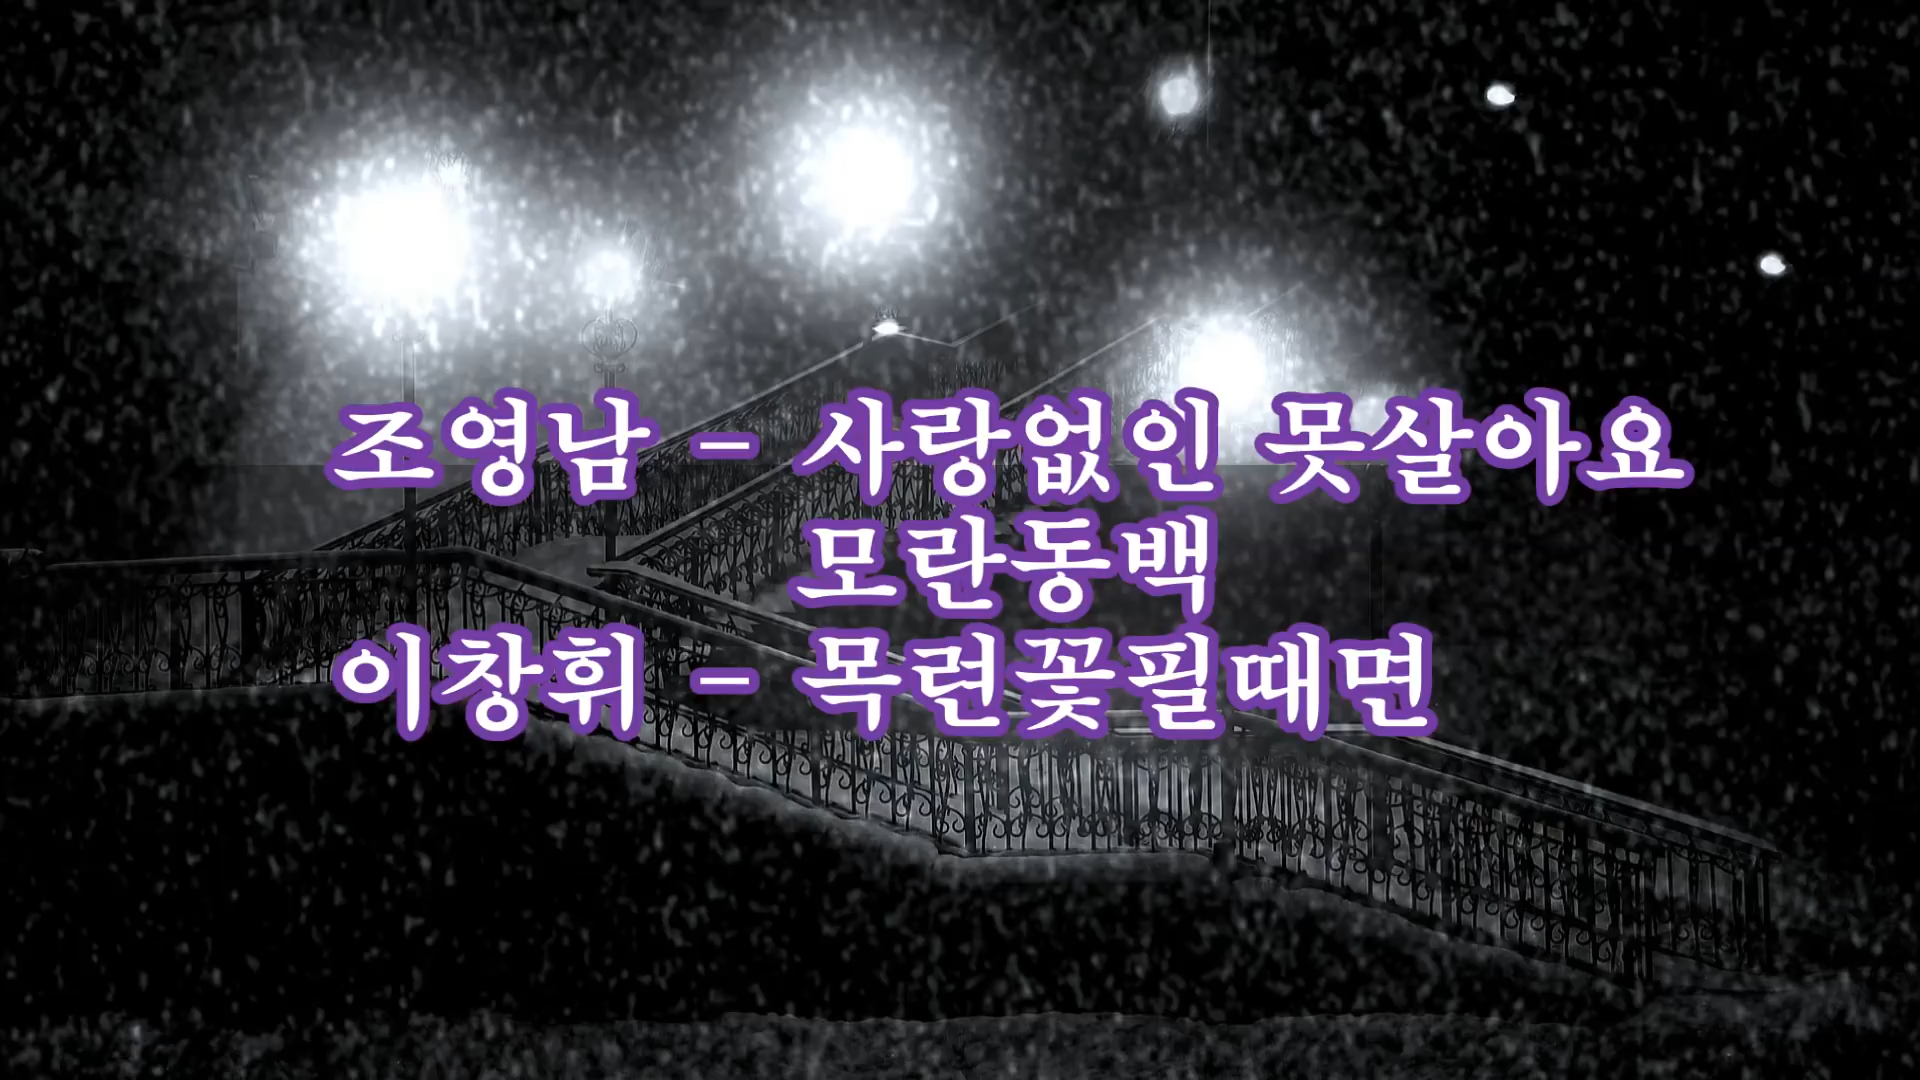 조영남 - 사랑없인 못살아요
모란동백
이창휘 - 목련꽃필때면